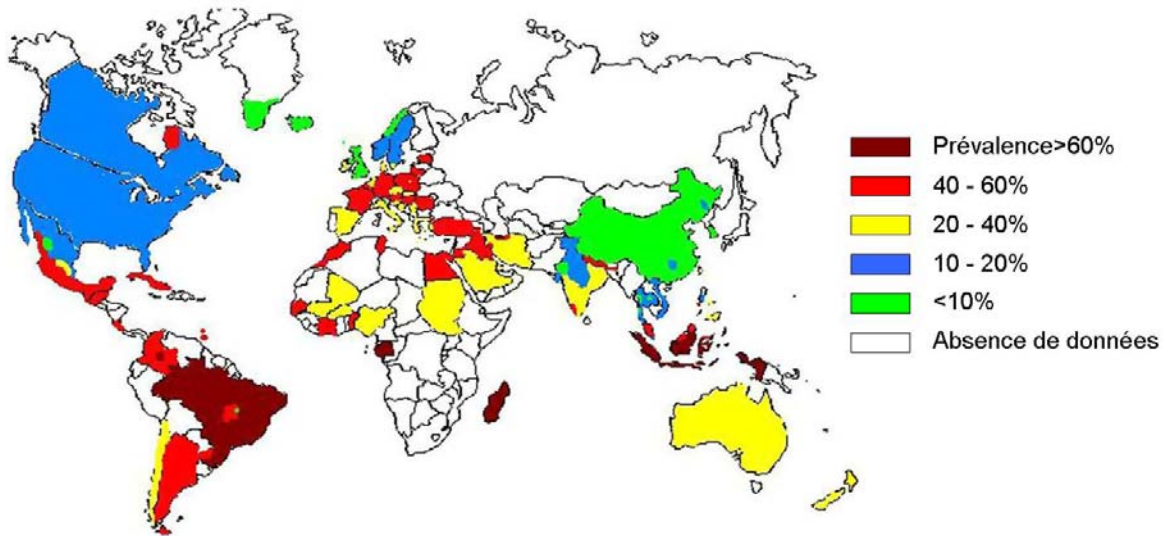 Prévalence>60%
40 - 60%
20 - 40%
10 - 20%
<10%
Absence de données